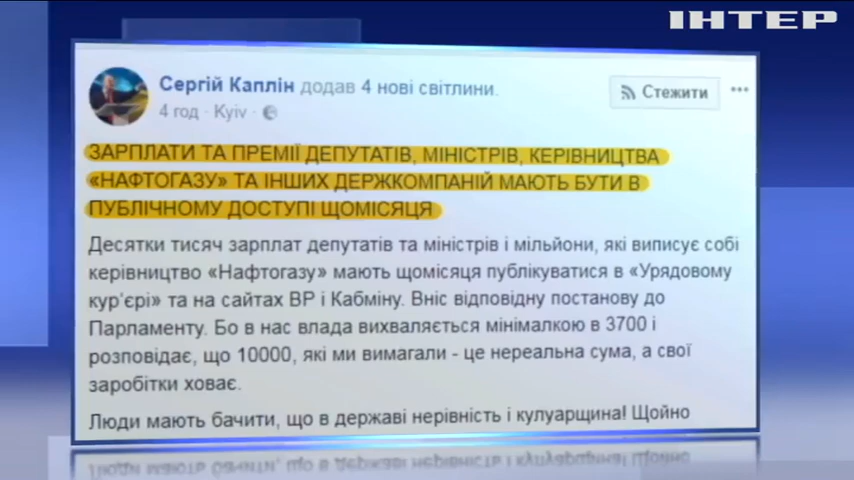 ІНТЕР
Сергій Каплін додав 4 нові світлини.
Стежити
4 год · Kyiv ·
ЗАРПЛАТИ ТА ПРЕМІЇ ДЕПУТАТІВ, МІНІСТРІВ, КЕРІВНИЦТВА
«НАФТОГАЗУ» ТА ІНШИХ ДЕРЖКОМПАНІЙ МАЮТЬ БУТИ В
ПУБЛІЧНОМУ ДОСТУПІ ЩОМІСЯЦЯ
Десятки тисяч зарплат депутатів та міністрів і мільйони, які виписує собі
керівництво «Нафтогазу» мають щомісяця публікуватися в «Урядовому
кур'єрі» та на сайтах ВР і Кабміну. Вніс відповідну постанову до
Парламенту. Бо в нас влада вихваляється мінімалкою в 3700 і
розповідає, що 10000, які ми вимагали - це нереальна сума, а свої
заробітки ховає.
Люди мають бачити, що в державі нерівність і кулуарщина! Щойно